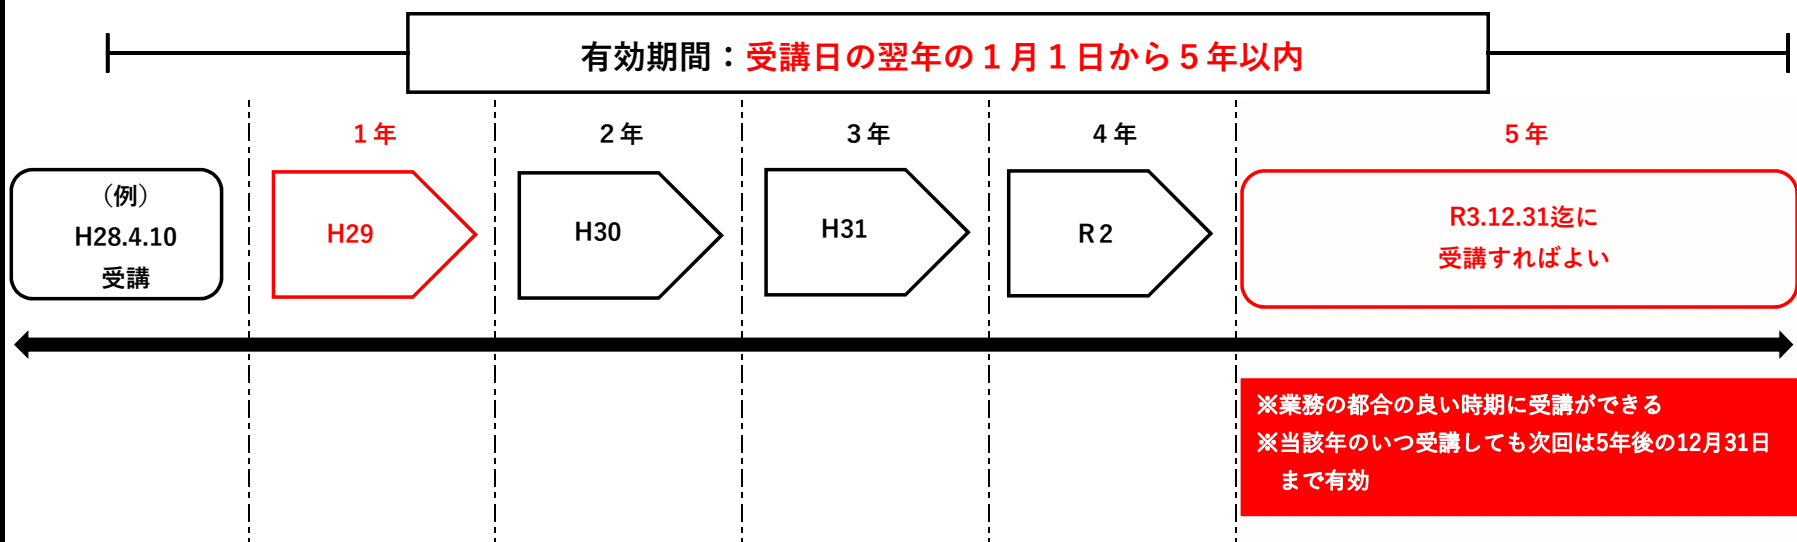 有効期間：受講日の翌年の１月１日から５年以内
１年
２年
３年
４年
５年
（例）
H28.4.10
受講
H29
H30
H31
R２
R3.12.31迄に
受講すればよい
※業務の都合の良い時期に受講ができる
※当該年のいつ受講しても次回は5年後の12月31日
まで有効